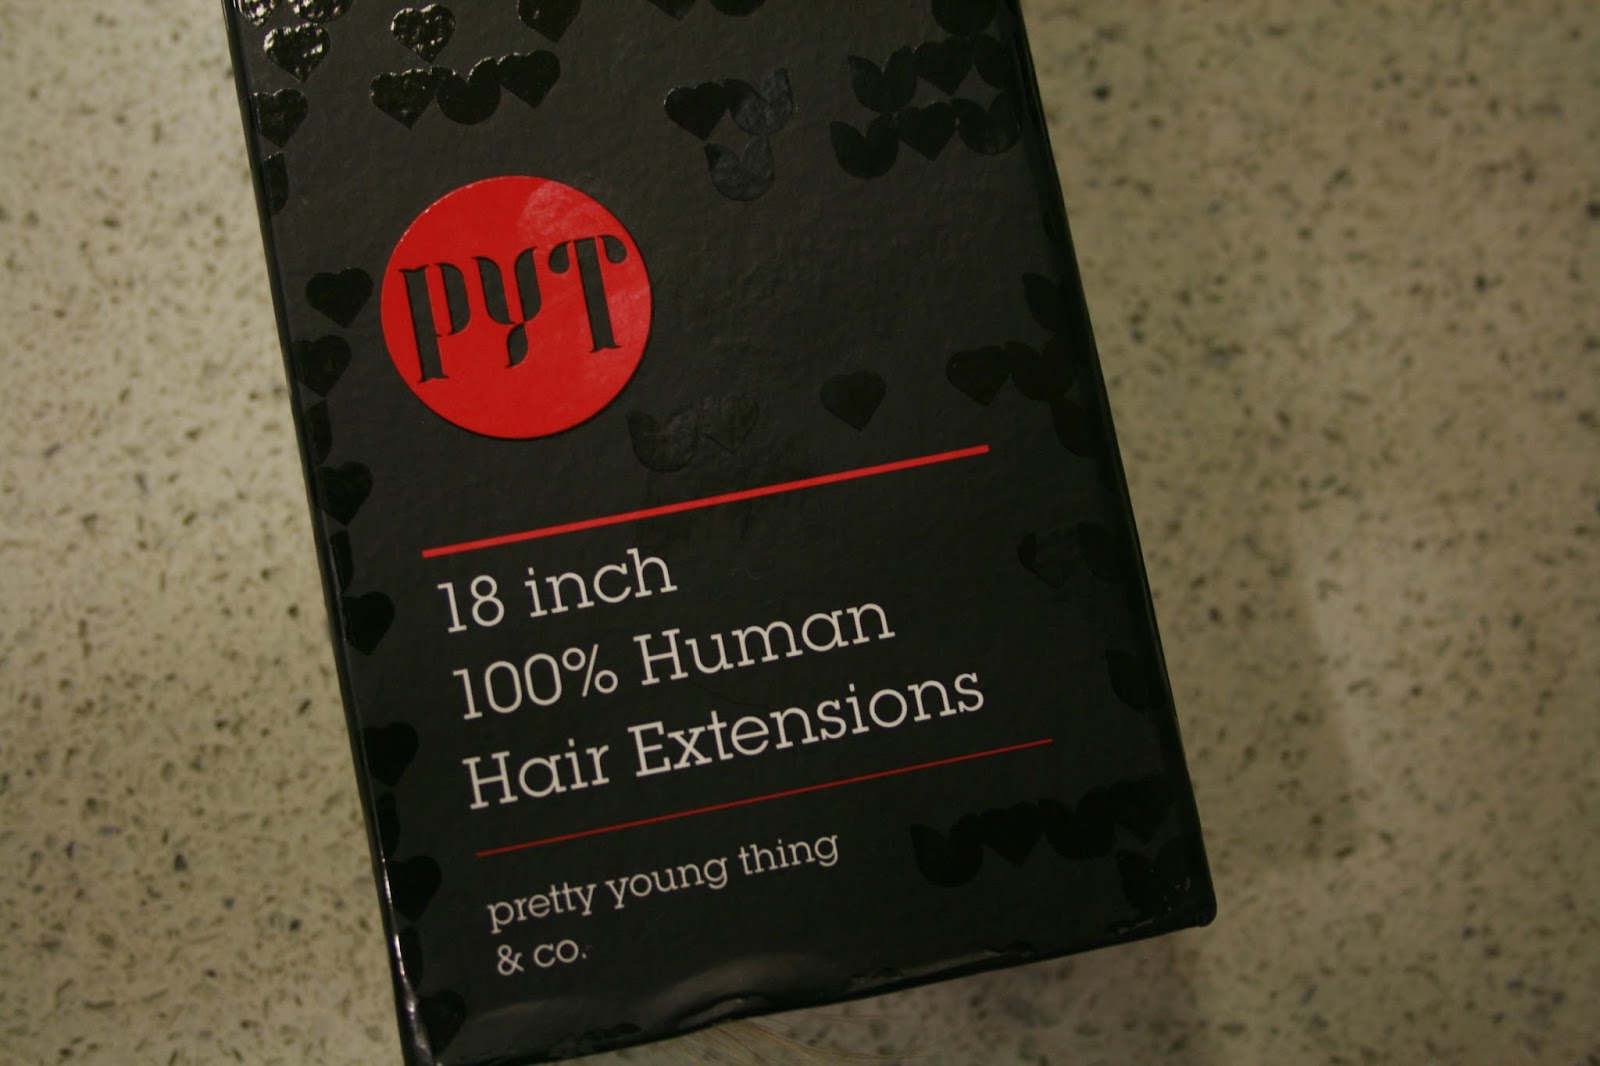 PYT
18 inch
100% Human
Hair Extensions
pretty young thing
& co.